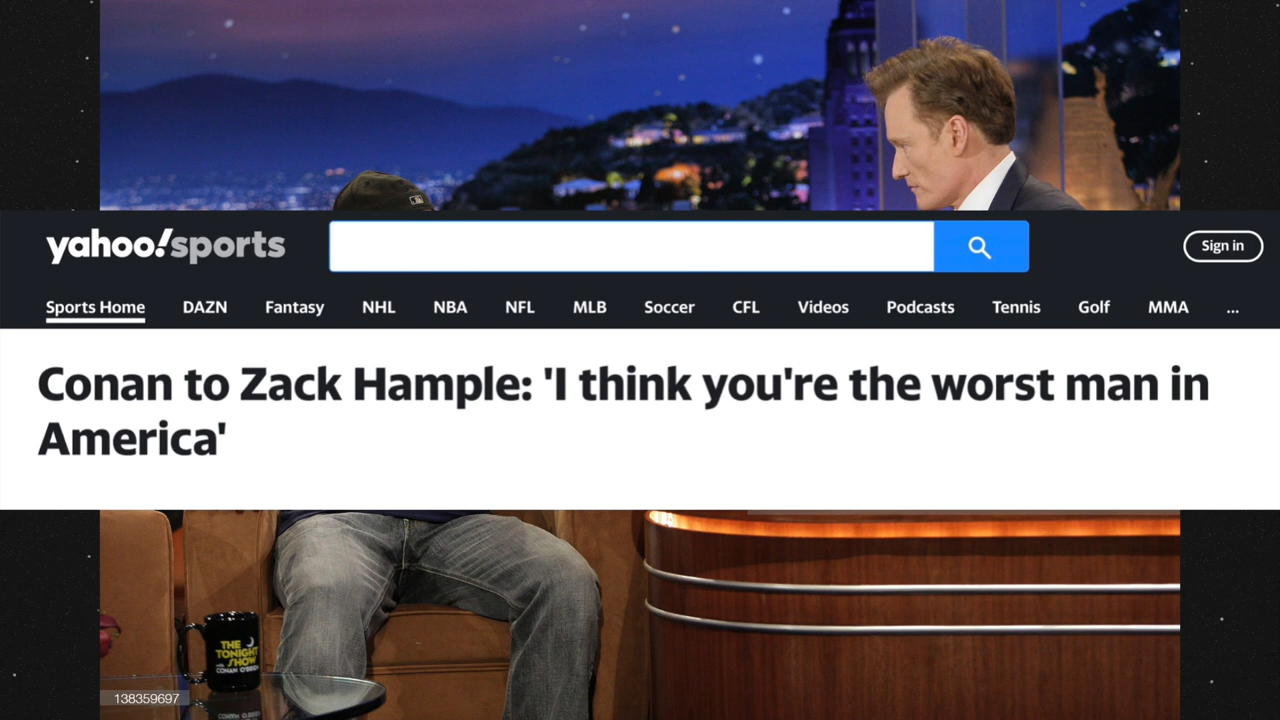 yahoo!sports
Sign in
Sports Home DAZN Fantasy NHL NBA NFL MLB Soccer CFL Videos Podcasts Tennis Golf MMA ...
Conan to Zack Hample: 'I think you're the worst man in
America'
THE
TONIGHT
SHOW
CONAN O'BRIEN
138359697